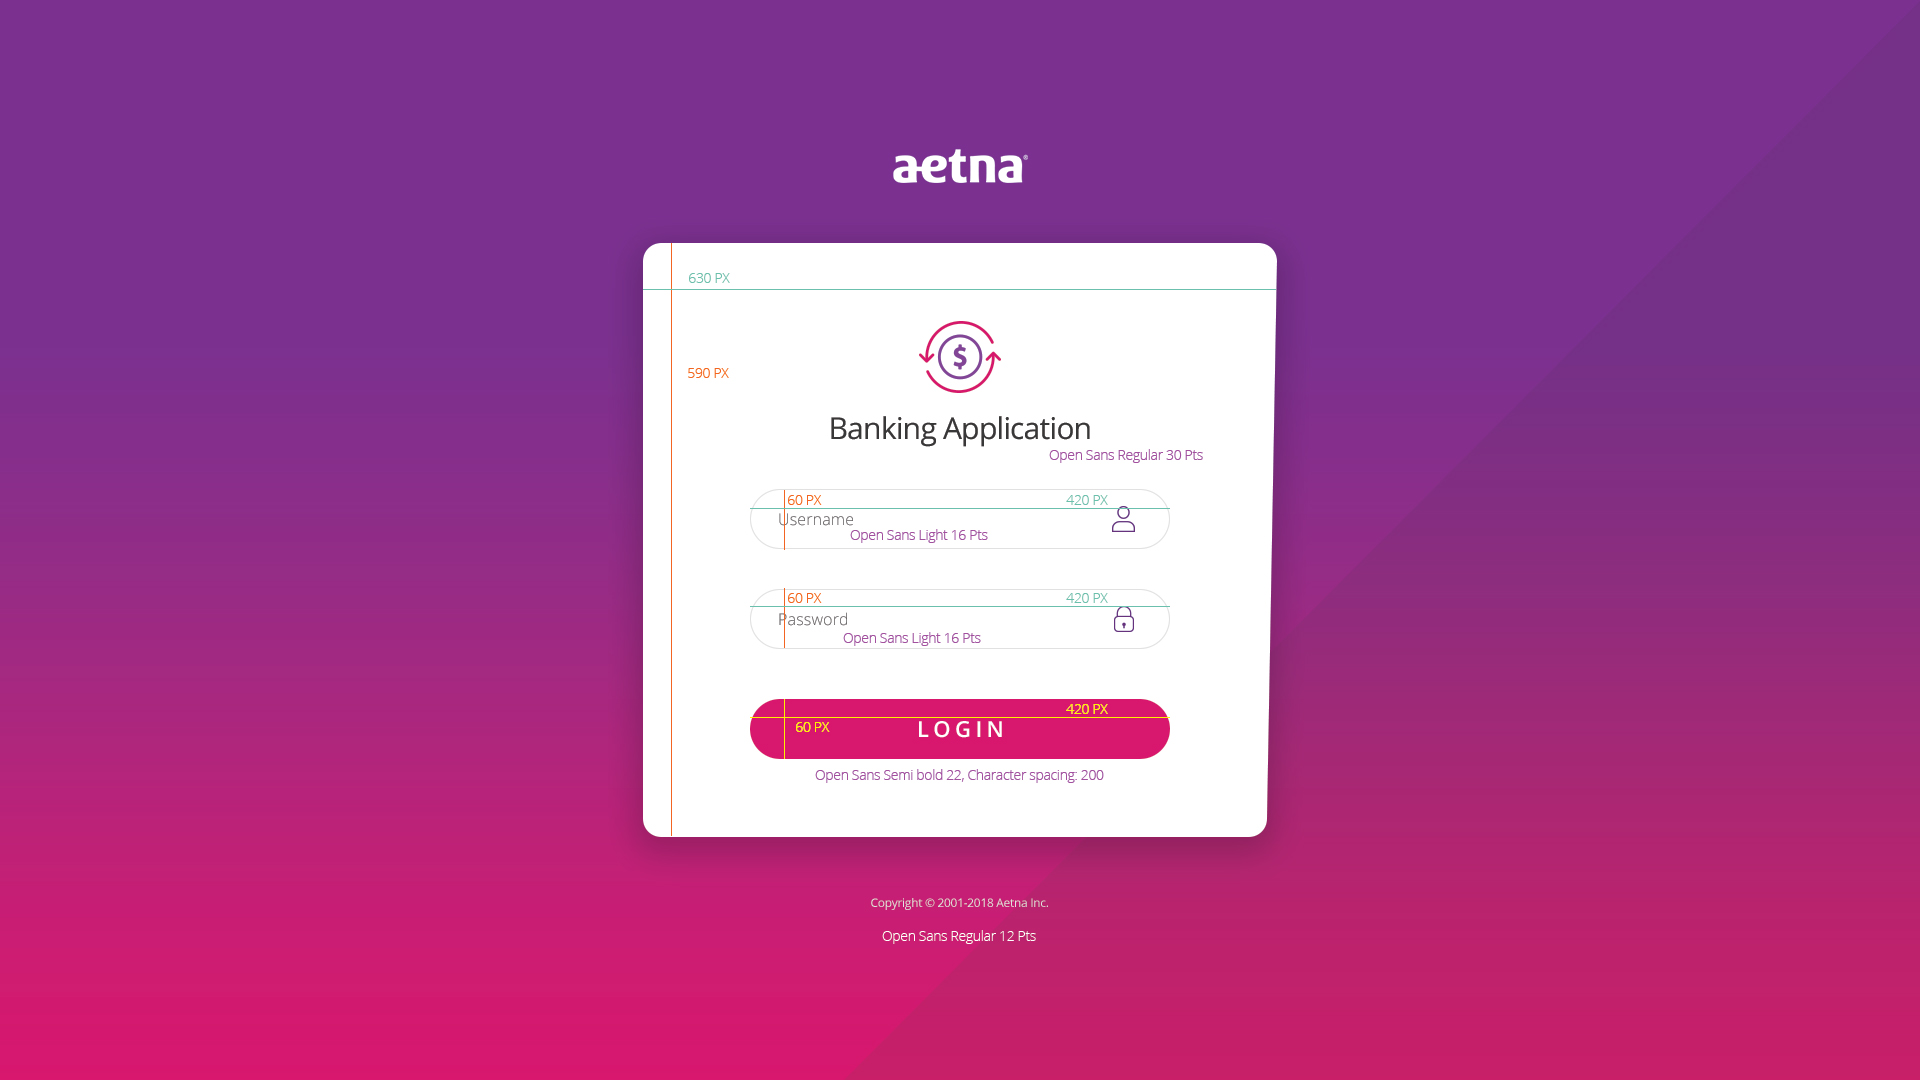 aetna®
630 PX
590 PX
$
Banking Application
Open Sans Regular 30 Pts
60 PX 420 PX
Username
Open Sans Light 16 Pts
60 PX 420 PX
Password
Open Sans Light 16 Pts
420 PX
60 PX LOGIN
Open Sans Semi bold 22, Character spacing: 200
Copyright © 2001-2018 Aetna Inc.
Open Sans Regular 12 Pts